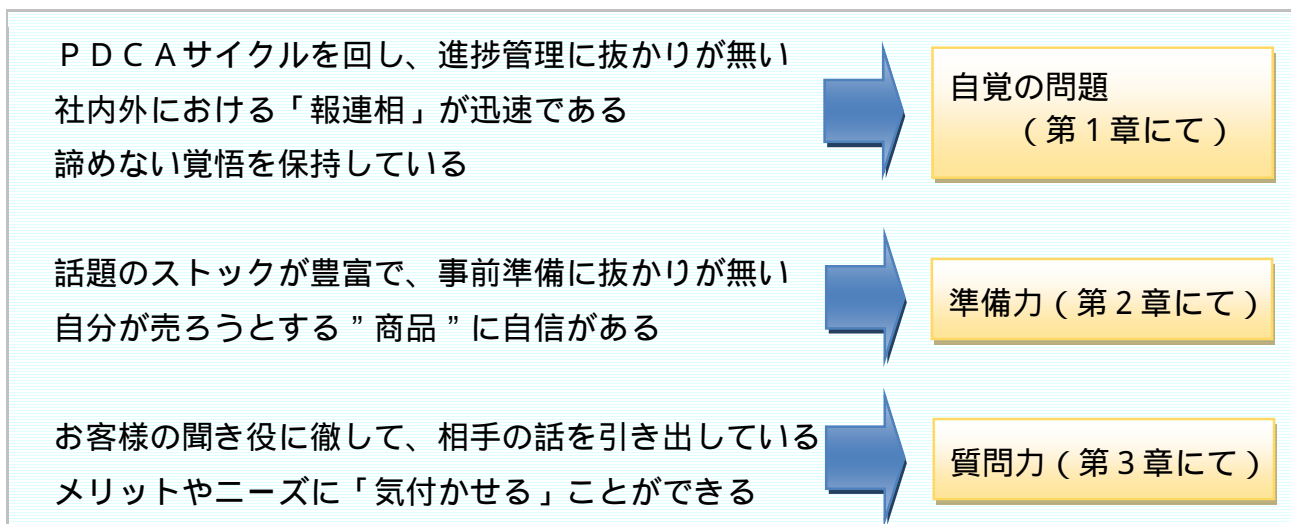 ＰＤＣＡサイクルを回し、進捗管理に抜かりが無い
社内外における「報連相」が迅速である
諦めない覚悟を保持している
自覚の問題
（第１章にて）
話題のストックが豊富で、事前準備に抜かりが無い
自分が売ろうとする”商品”に自信がある
準備力（第２章にて）
お客様の聞き役に徹して、相手の話を引き出している
メリットやニーズに「気付かせる」ことができる
質問力（第３章にて）